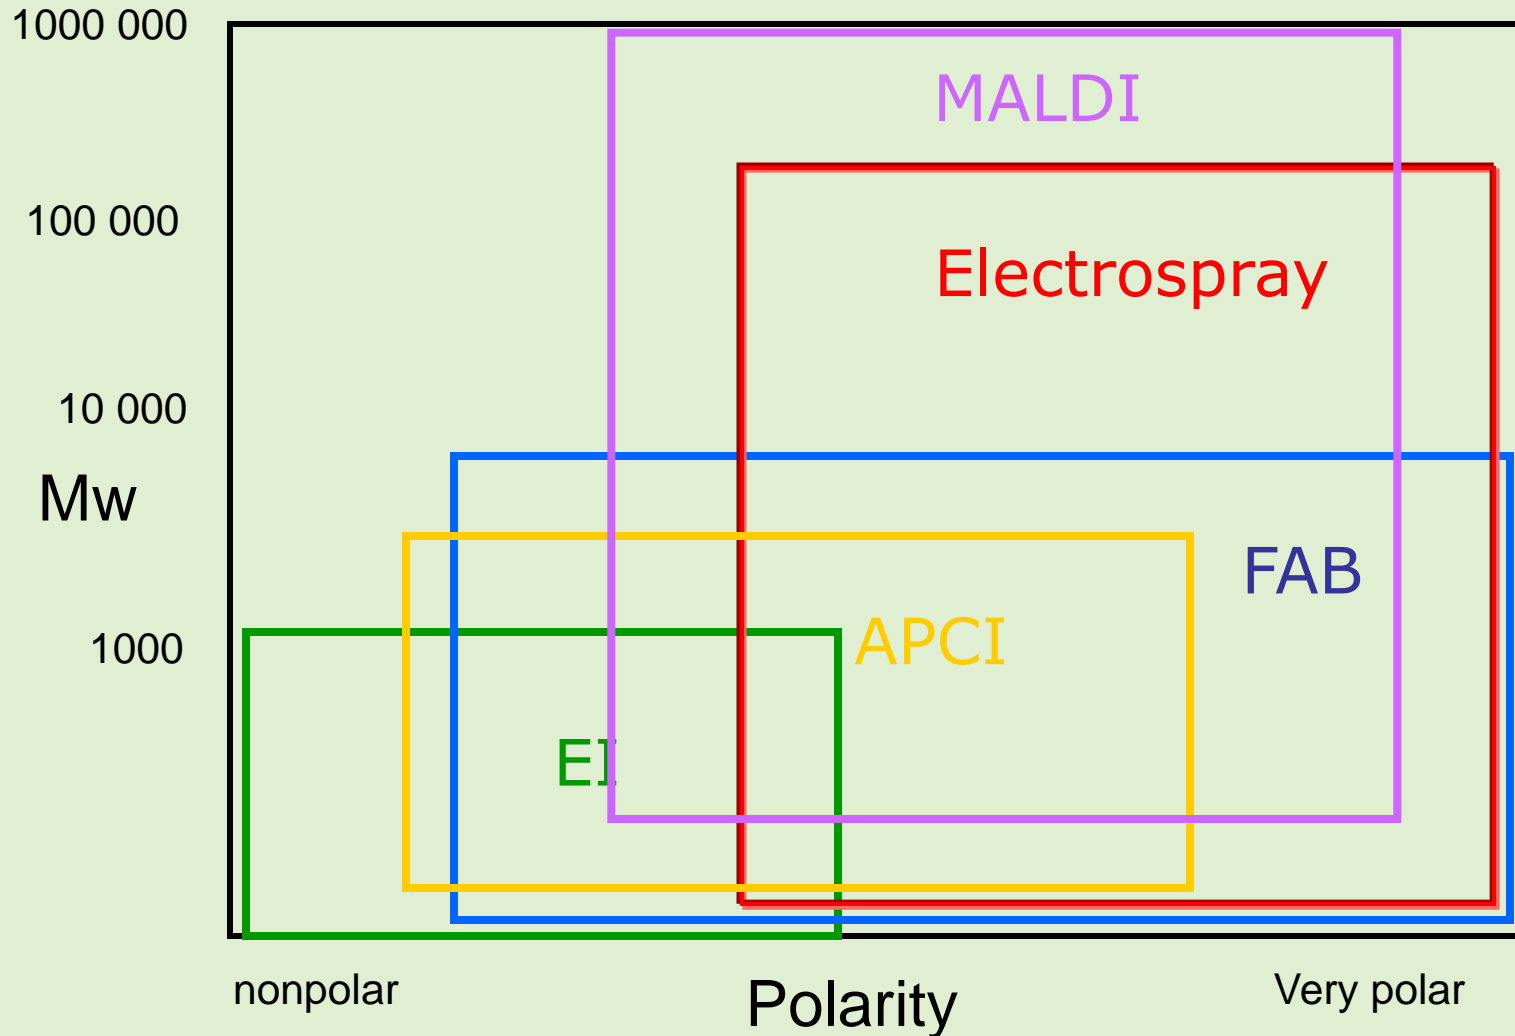 1000 000
MALDI
100 000
Electrospray
10 000
Mw
FAB
APCI
1000
EI
nonpolar
Polarity
Very polar